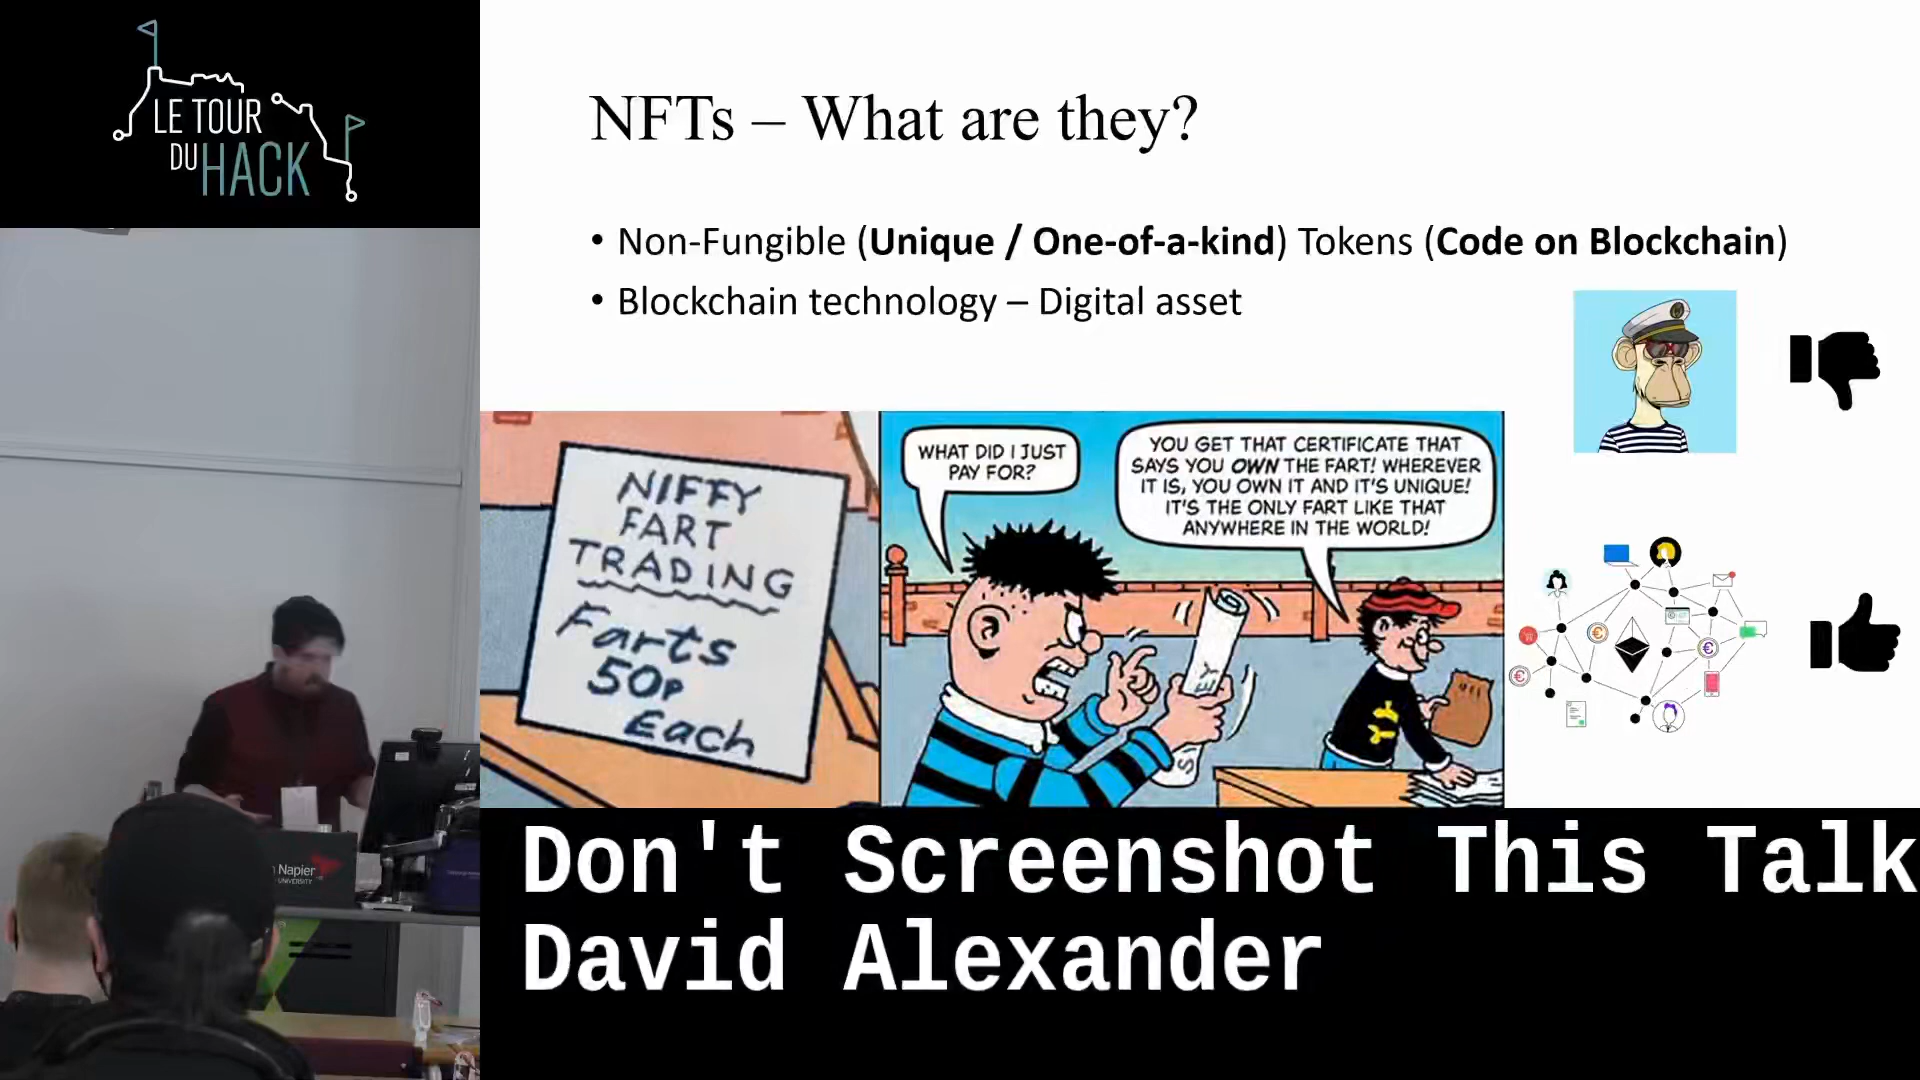 LE TOUR
DU HACK
NFTs – What are they?
• Non-Fungible (Unique / One-of-a-kind) Tokens (Code on Blockchain)
• Blockchain technology – Digital asset
NIFFY
FART
TRADING
Farts
50p
Each
WHAT DID I JUST
PAY FOR?
YOU GET THAT CERTIFICATE THAT
SAYS YOU OWN THE FART! WHEREVER
IT IS, YOU OWN IT AND IT'S UNIQUE!
IT'S THE ONLY FART LIKE THAT
ANYWHERE IN THE WORLD!
Napier
UNIVERSITY
Don't Screenshot This Talk
David Alexander